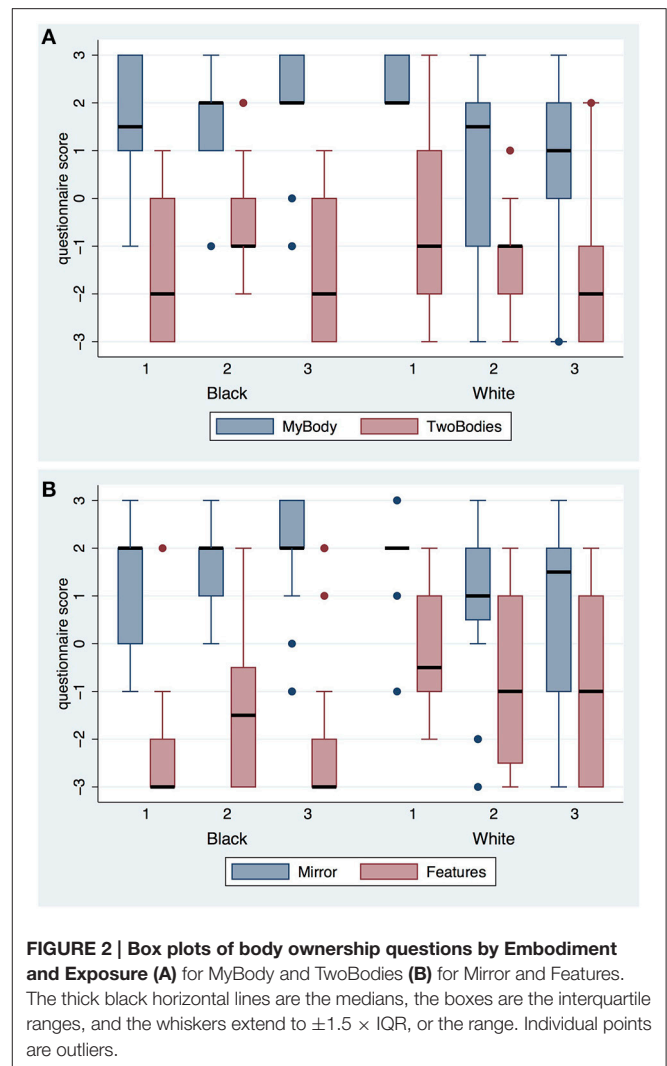 A
3
2
1
0
-1
-2
-3
questionnaire score
1 2 3 1 2 3
Black White
MyBody TwoBodies
B
3
2
1
0
-1
-2
-3
questionnaire score
1 2 3 1 2 3
Black White
Mirror Features
FIGURE 2 | Box plots of body ownership questions by Embodiment
and Exposure (A) for MyBody and TwoBodies (B) for Mirror and Features.
The thick black horizontal lines are the medians, the boxes are the interquartile
ranges, and the whiskers extend to ±1.5 × IQR, or the range. Individual points
are outliers.